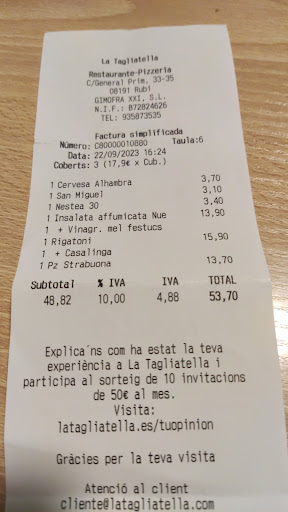 La Tagliatella
Restaurante-Pizzeria
C/General Prim, 33-35
08191 Rubi
GIMOFRA XXI, S.L.
N.I.F.: B72824626
TEL: 935873535
Factura simplificada
Número: C80000010880 Taula:6
Data: 22/09/2023 16:24
Coberts: 3 (17,9€ x Cub.)
1 Cervesa Alhambra 3,70
1 San Miguel 3,10
1 Nestea 30 3,40
1 Insalata affumicata Nue 13,90
1 + Vinagr. mel festucs
1 Rigatoni 15,90
1 + Casalinga
1 Pz Strabuona 13,70
Subtotal % IVA IVA TOTAL
48,82 10,00 4,88 53,70
Explica´ns com ha estat la teva
experiència a La Tagliatella i
participa al sorteig de 10 invitacions
de 50€ al mes.
Visita:
latagliatella.es/tuopinion
Gràcies per la teva visita
Atenció al client
cliente@latagliatella.com